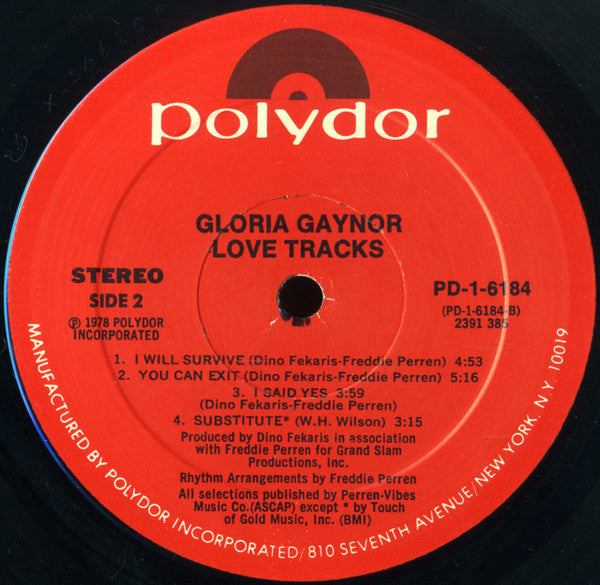 polydor
GLORIA GAYNOR
LOVE TRACKS
STEREO
SIDE 2
℗ 1978 POLYDOR
INCORPORATED
PD-1-6184
(PD-1-6184-B)
2391 385
1. I WILL SURVIVE (Dino Fekaris-Freddie Perren) 4:53
2. YOU CAN EXIT (Dino Fekaris-Freddie Perren) 5:16
3. I SAID YES 3:59
(Dino Fekaris-Freddie Perren)
4. SUBSTITUTE* (W.H. Wilson) 3:15
Produced by Dino Fekaris in association
with Freddie Perren for Grand Slam
Productions, Inc.
Rhythm Arrangements by Freddie Perren
All selections published by Perren-Vibes
Music Co.(ASCAP) except * by Touch
of Gold Music, Inc. (BMI)
MANUFACTURED BY POLYDOR INCORPORATED/810 SEVENTH AVENUE/NEW YORK, N.Y. 10019